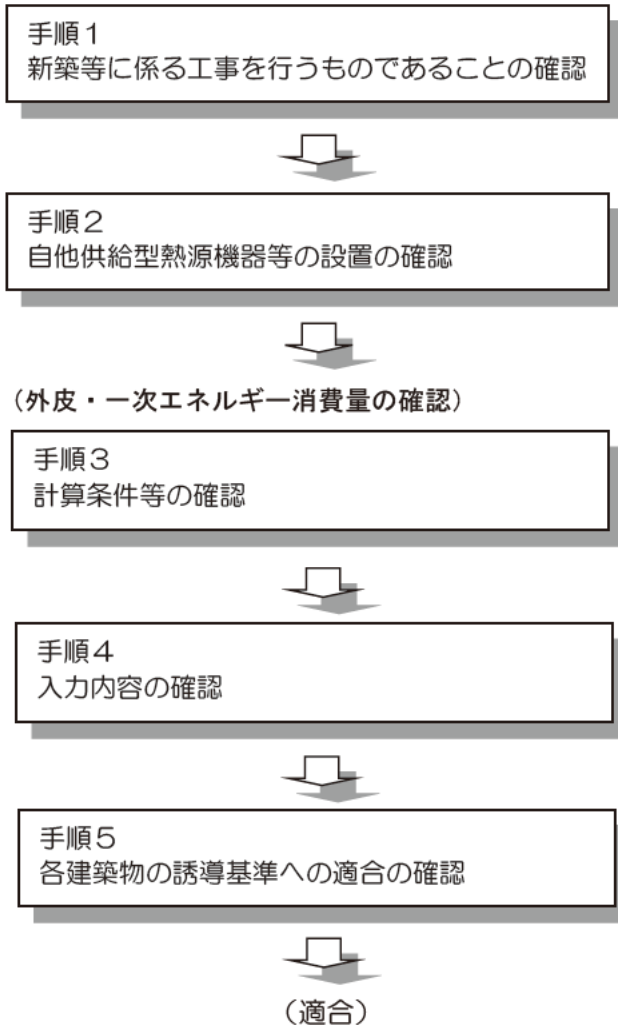 手順１
新築等に係る工事を行うものであることの確認
手順２
自他供給型熱源機器等の設置の確認
（外皮・一次エネルギー消費量の確認）
手順３
計算条件等の確認
手順４
入力内容の確認
手順５
各建築物の誘導基準への適合の確認
（適合）